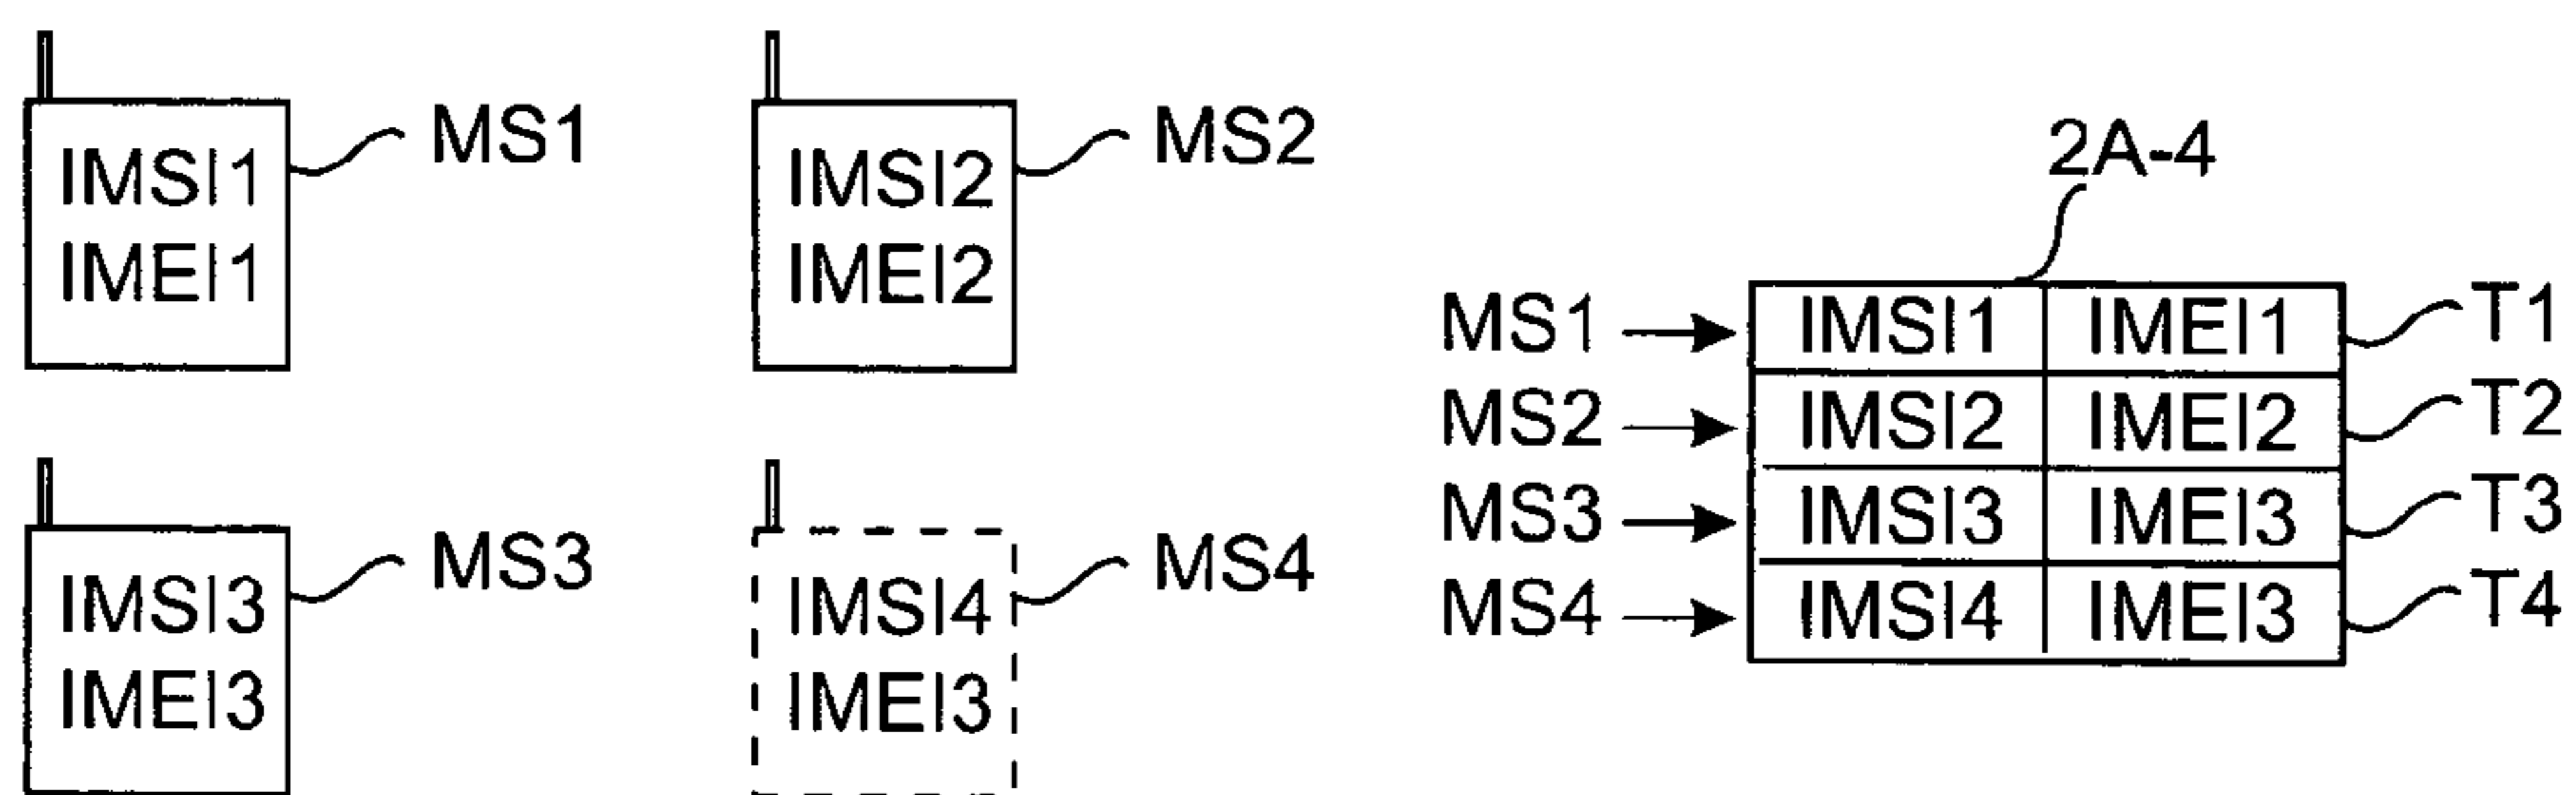 MS1
IMSI1
IMEI1
MS2
IMSI2
IMEI2
MS3
IMSI3
IMEI3
MS4
IMSI4
IMEI3
2A-4
MS1 IMSI1 IMEI1 T1
MS2 IMSI2 IMEI2 T2
MS3 IMSI3 IMEI3 T3
MS4 IMSI4 IMEI3 T4